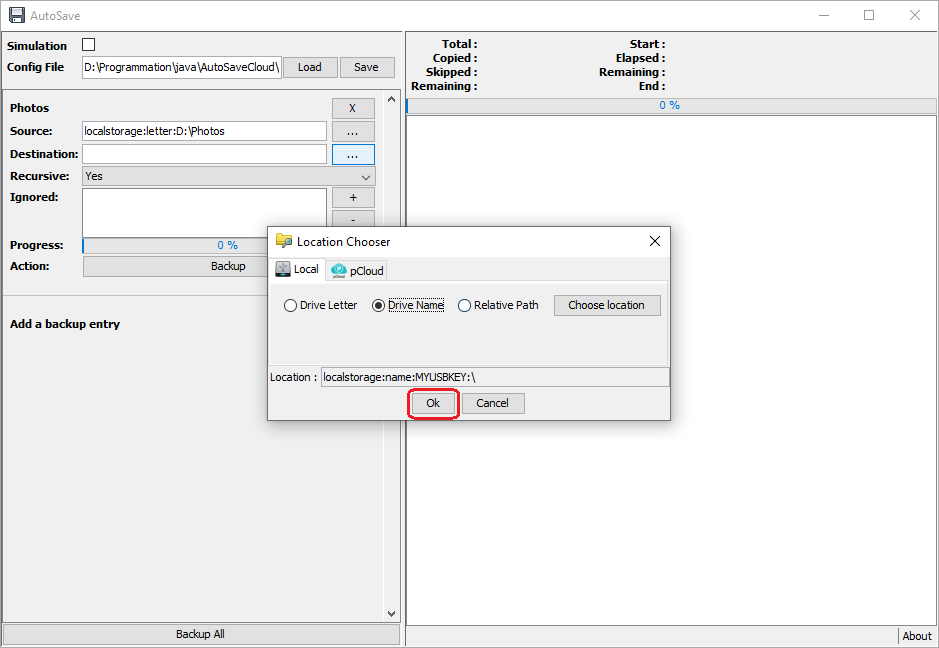 AutoSave
Simulation
Config File D:\Programmation\java\AutoSaveCloud\ Load Save
Photos X
Source: localstorage:letter:D:\Photos ...
Destination: ...
Recursive: Yes
Ignored: +
-
Progress: 0 %
Action: Backup
Add a backup entry
Backup All
Total : Start :
Copied : Elapsed :
Skipped : Remaining :
Remaining : End :
0 %
Location Chooser
Local pCloud
Drive Letter Drive Name Relative Path Choose location
Location : localstorage:name:MYUSBKEY:\
Ok Cancel
About